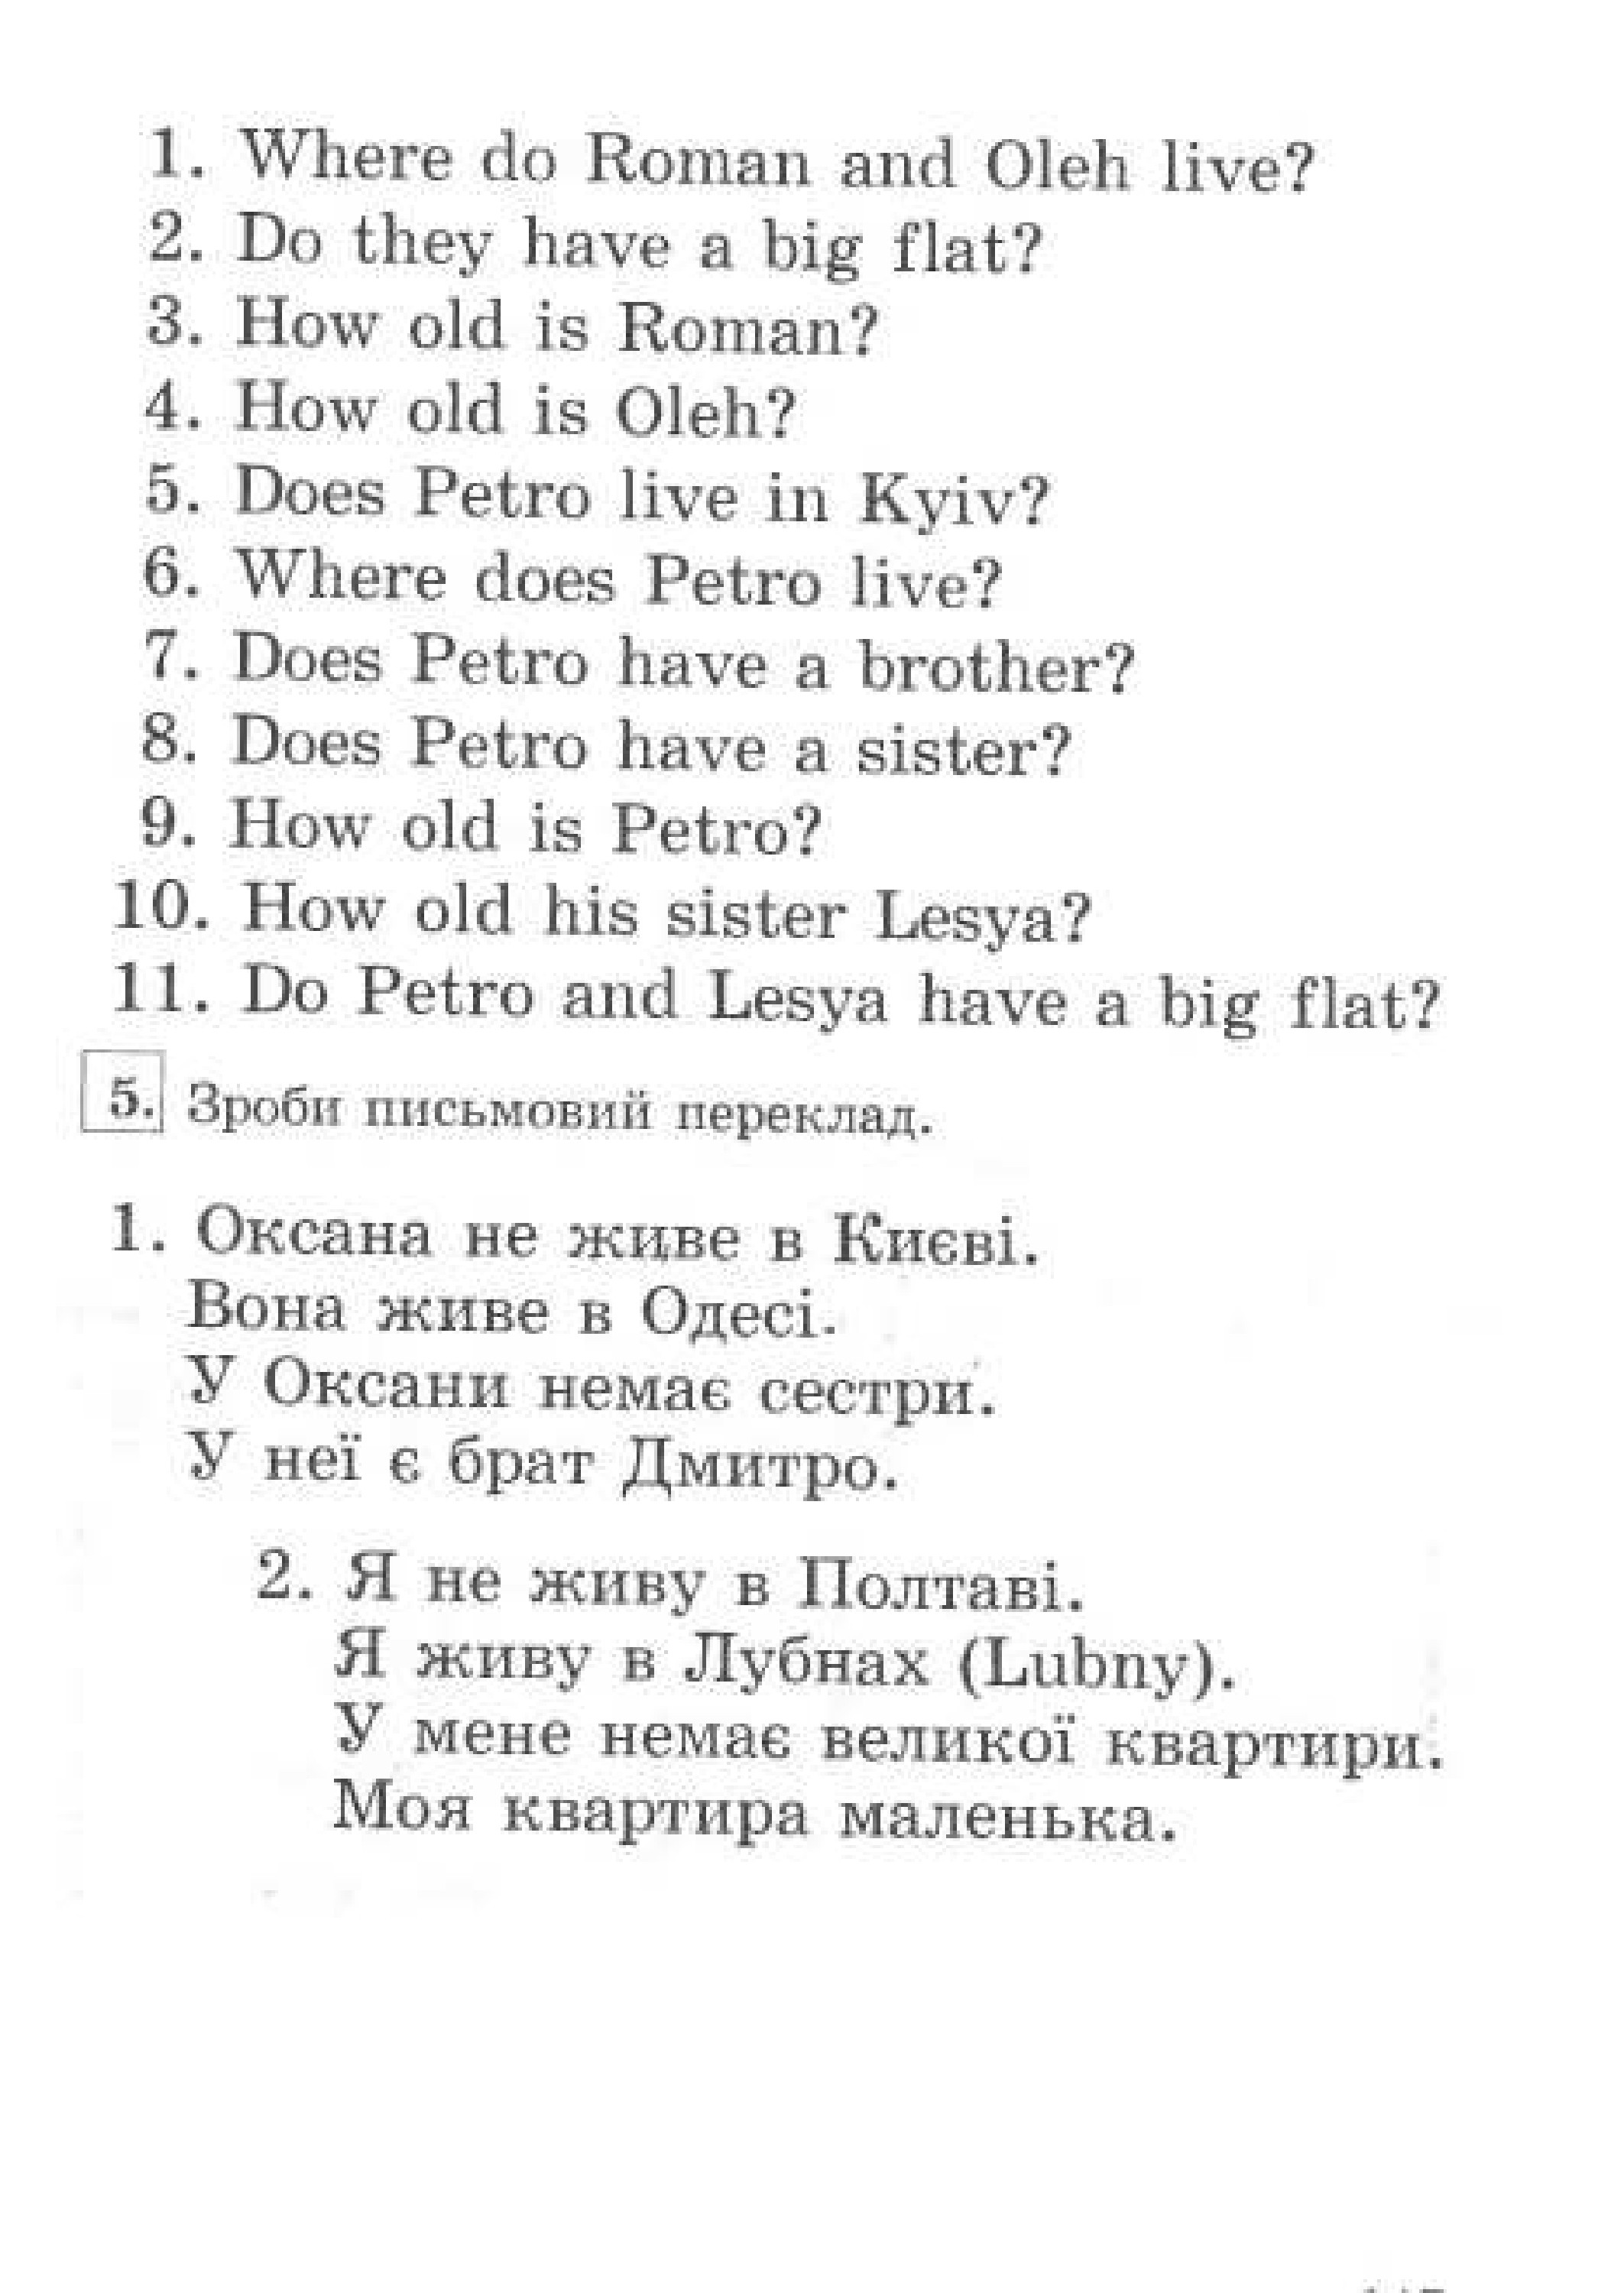 1. Where do Roman and Oleh live?
2. Do they have a big flat?
3. How old is Roman?
4. How old is Oleh?
5. Does Petro live in Kyiv?
6. Where does Petro live?
7. Does Petro have a brother?
8. Does Petro have a sister?
9. How old is Petro?
10. How old his sister Lesya?
11. Do Petro and Lesya have a big flat?
5. Зроби письмовий переклад.
1. Оксана не живе в Києві.
Вона живе в Одесі.
У Оксани немає сестри.
У неї є брат Дмитро.
2. Я не живу в Полтаві.
Я живу в Лубнах (Lubny).
У мене немає великої квартири.
Моя квартира маленька.